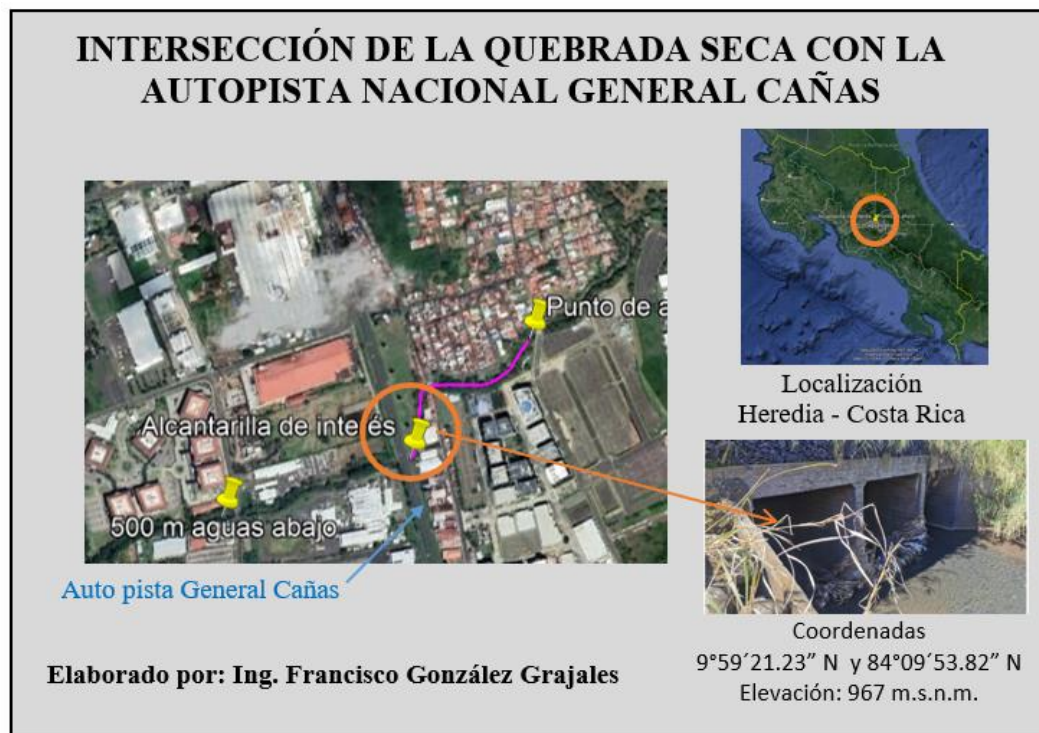 INTERSECCIÓN DE LA QUEBRADA SECA CON LA
AUTOPISTA NACIONAL GENERAL CAÑAS
Punto de a
Alcantarilla de interés
500 m aguas abajo
Auto pista General Cañas
Localización
Heredia - Costa Rica
Coordenadas
9°59´21.23” N y 84°09´53.82” N
Elevación: 967 m.s.n.m.
Elaborado por: Ing. Francisco González Grajales